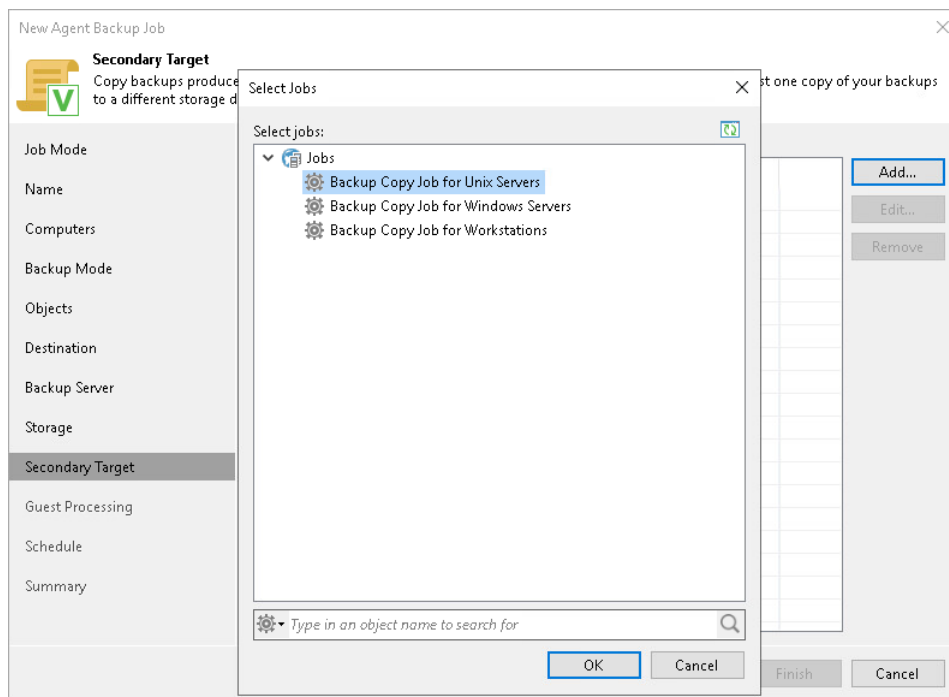 New Agent Backup Job
Secondary Target
Copy backups produce
st one copy of your backups
to a different storage d
Select Jobs
Select jobs:
Jobs
Backup Copy Job for Unix Servers
Backup Copy Job for Windows Servers
Backup Copy Job for Workstations
Type in an object name to search for
OK
Cancel
Job Mode
Name
Computers
Backup Mode
Objects
Destination
Backup Server
Storage
Secondary Target
Guest Processing
Schedule
Summary
Add...
Edit...
Remove
Finish
Cancel